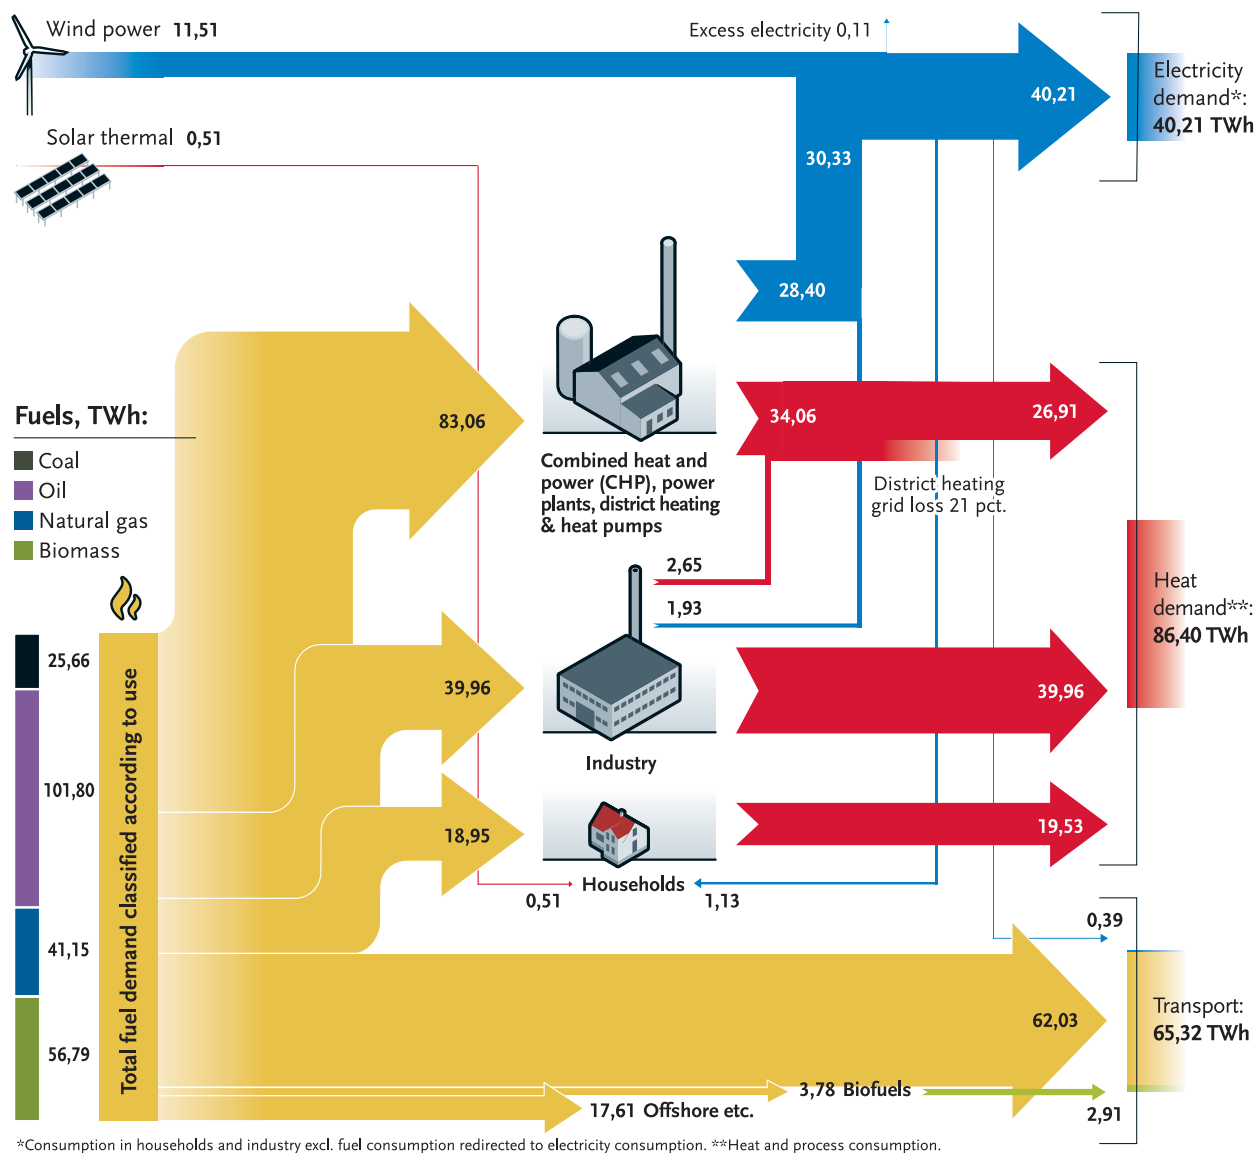 Wind power 11,51
Excess electricity 0,11
40,21
Electricity
demand*:
40,21 TWh
Solar thermal 0,51
30,33
28,40
Fuels, TWh:
Coal
Oil
Natural gas
Biomass
83,06
34,06
26,91
Combined heat and
power (CHP), power
plants, district heating
& heat pumps
District heating
grid loss 21 pct.
2,65
1,93
Heat
demand**:
86,40 TWh
25,66
101,80
41,15
56,79
Total fuel demand classified according to use
39,96
39,96
Industry
18,95
19,53
Households
0,51
1,13
0,39
62,03
Transport:
65,32 TWh
3,78 Biofuels
2,91
17,61 Offshore etc.
*Consumption in households and industry excl. fuel consumption redirected to electricity consumption. **Heat and process consumption.